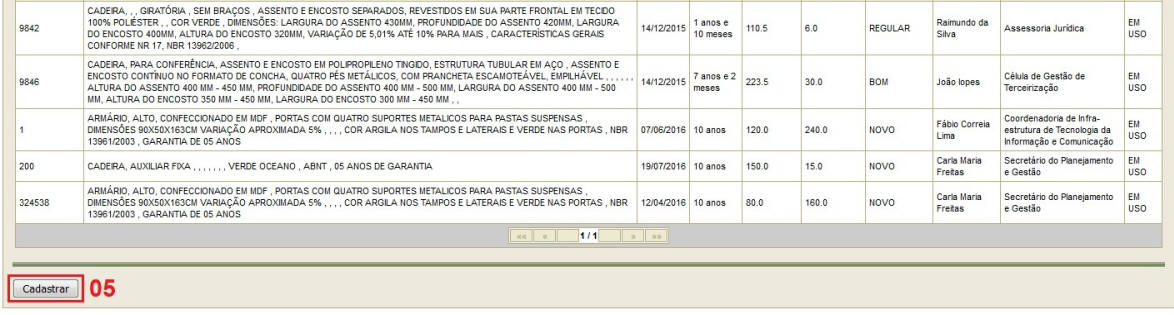 9842 CADEIRA, , , GIRATÓRIA , SEM BRAÇOS , ASSENTO E ENCOSTO SEPARADOS, REVESTIDOS EM SUA PARTE FRONTAL EM TECIDO
100% POLIÉSTER , , COR VERDE , DIMENSÕES: LARGURA DO ASSENTO 430MM, PROFUNDIDADE DO ASSENTO 420MM, LARGURA
DO ENCOSTO 400MM, ALTURA DO ENCOSTO 320MM, VARIAÇÃO DE 5,01% ATÉ 10% PARA MAIS , CARACTERÍSTICAS GERAIS
CONFORME NR 17, NBR 13962/2006 ,
14/12/2015
1 anos e
10 meses
110.5
6.0
REGULAR
Raimundo da
Silva
Assessoria Jurídica
EM
USO
9846 CADEIRA, PARA CONFERÊNCIA, ASSENTO E ENCOSTO EM POLIPROPILENO TINGIDO, ESTRUTURA TUBULAR EM AÇO , ASSENTO E
ENCOSTO CONTÍNUO NO FORMATO DE CONCHA, QUATRO PÉS METÁLICOS, COM PRANCHETA ESCAMOTEÁVEL, EMPILHÁVEL , , , , , ,
ALTURA DO ASSENTO 400 MM - 450 MM, PROFUNDIDADE DO ASSENTO 400 MM - 500 MM, LARGURA DO ASSENTO 400 MM - 500
MM, ALTURA DO ENCOSTO 350 MM - 450 MM, LARGURA DO ENCOSTO 300 MM - 450 MM , ,
14/12/2015
7 anos e 2
meses
223.5
30.0
BOM
João lopes
Célula de Gestão de
Terceirização
EM
USO
1 ARMÁRIO, ALTO, CONFECCIONADO EM MDF , PORTAS COM QUATRO SUPORTES METALICOS PARA PASTAS SUSPENSAS ,
DIMENSÕES 90X50X163CM VARIAÇÃO APROXIMADA 5% , , , , COR ARGILA NOS TAMPOS E LATERAIS E VERDE NAS PORTAS , NBR
13961/2003 , GARANTIA DE 05 ANOS
07/06/2016
10 anos
120.0
240.0
NOVO
Fábio Correia
Lima
Coordenadoria de Infra-
estrutura de Tecnologia da
Informação e Comunicação
EM
USO
200 CADEIRA, AUXILIAR FIXA , , , , , , , VERDE OCEANO , ABNT , 05 ANOS DE GARANTIA
19/07/2016
10 anos
150.0
15.0
NOVO
Carla Maria
Freitas
Secretário do Planejamento
e Gestão
EM
USO
324538 ARMÁRIO, ALTO, CONFECCIONADO EM MDF , PORTAS COM QUATRO SUPORTES METALICOS PARA PASTAS SUSPENSAS ,
DIMENSÕES 90X50X163CM VARIAÇÃO APROXIMADA 5% , , , , COR ARGILA NOS TAMPOS E LATERAIS E VERDE NAS PORTAS , NBR
13961/2003 , GARANTIA DE 05 ANOS
12/04/2016
10 anos
80.0
160.0
NOVO
Carla Maria
Freitas
Secretário do Planejamento
e Gestão
EM
USO
«« « 1 / 1 » »»
Cadastrar 05